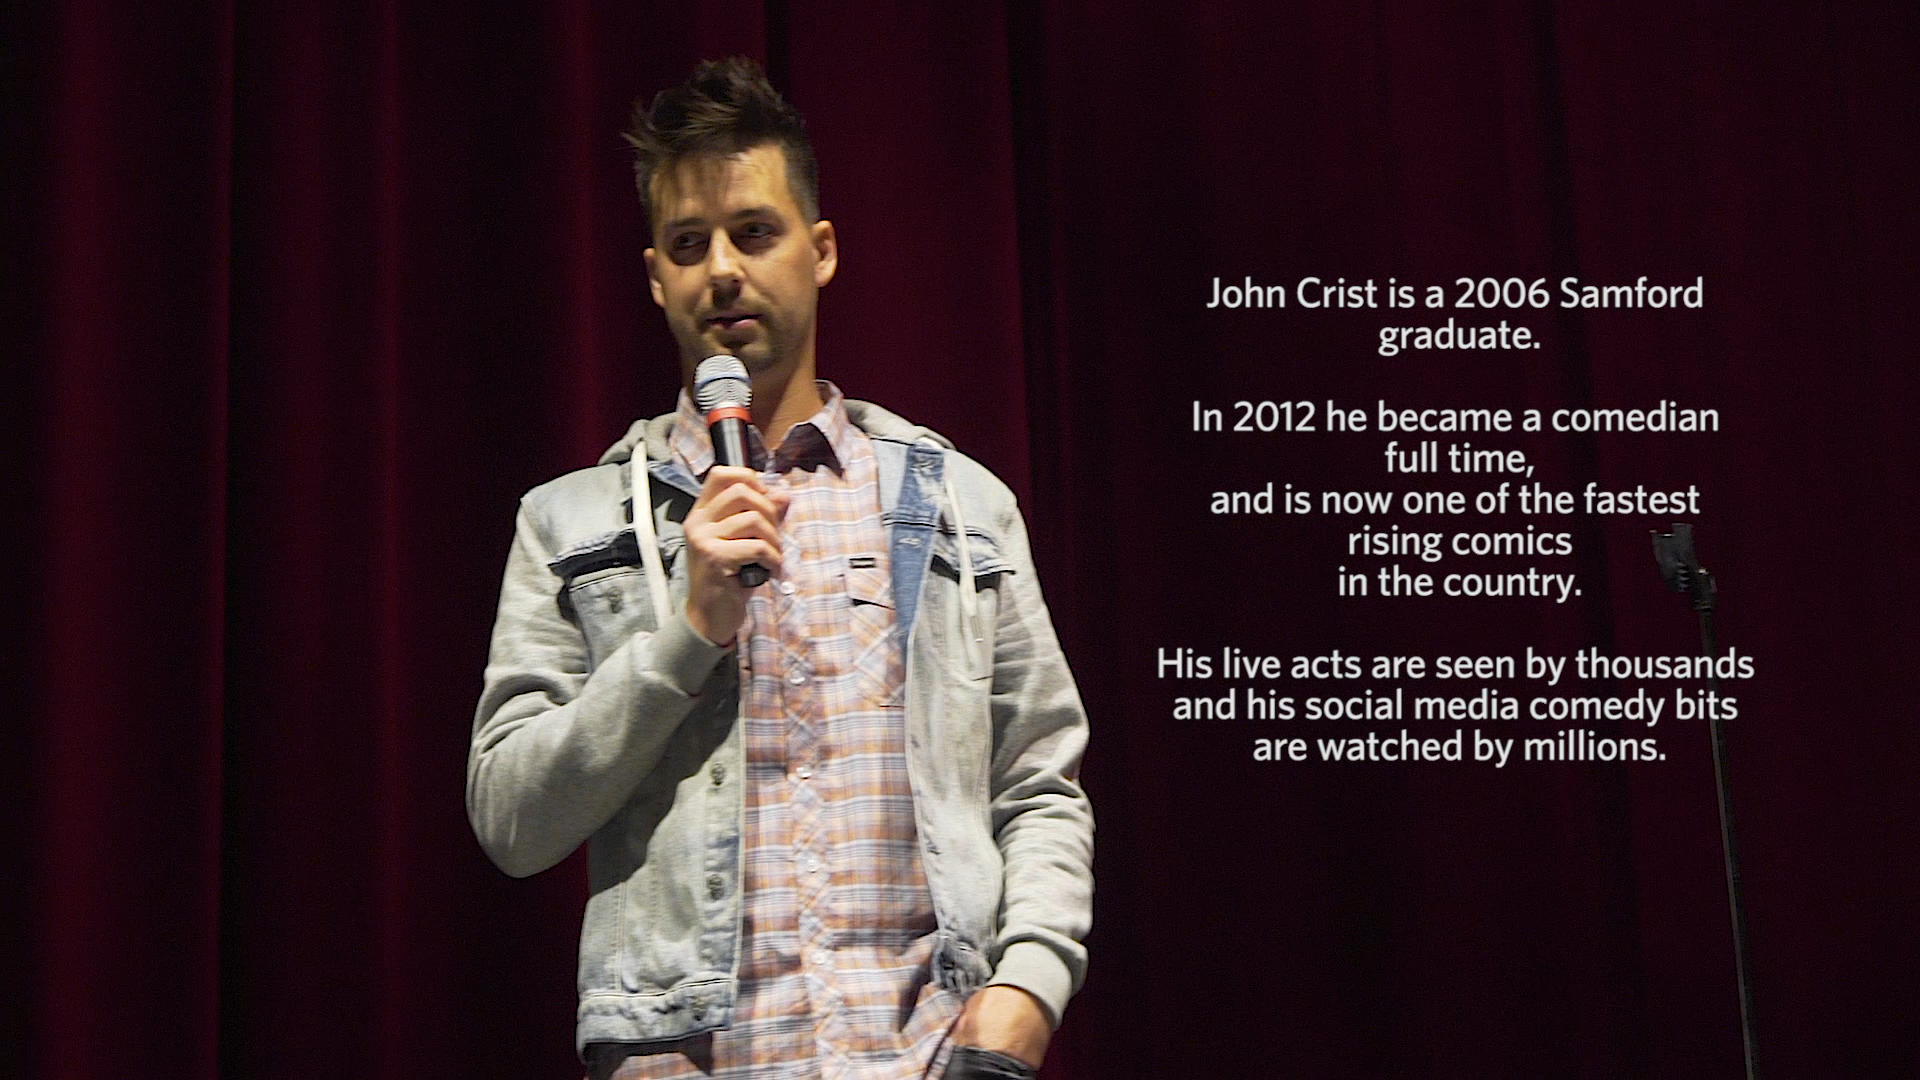 John Crist is a 2006 Samford
graduate.
In 2012 he became a comedian
full time,
and is now one of the fastest
rising comics
in the country.
His live acts are seen by thousands
and his social media comedy bits
are watched by millions.